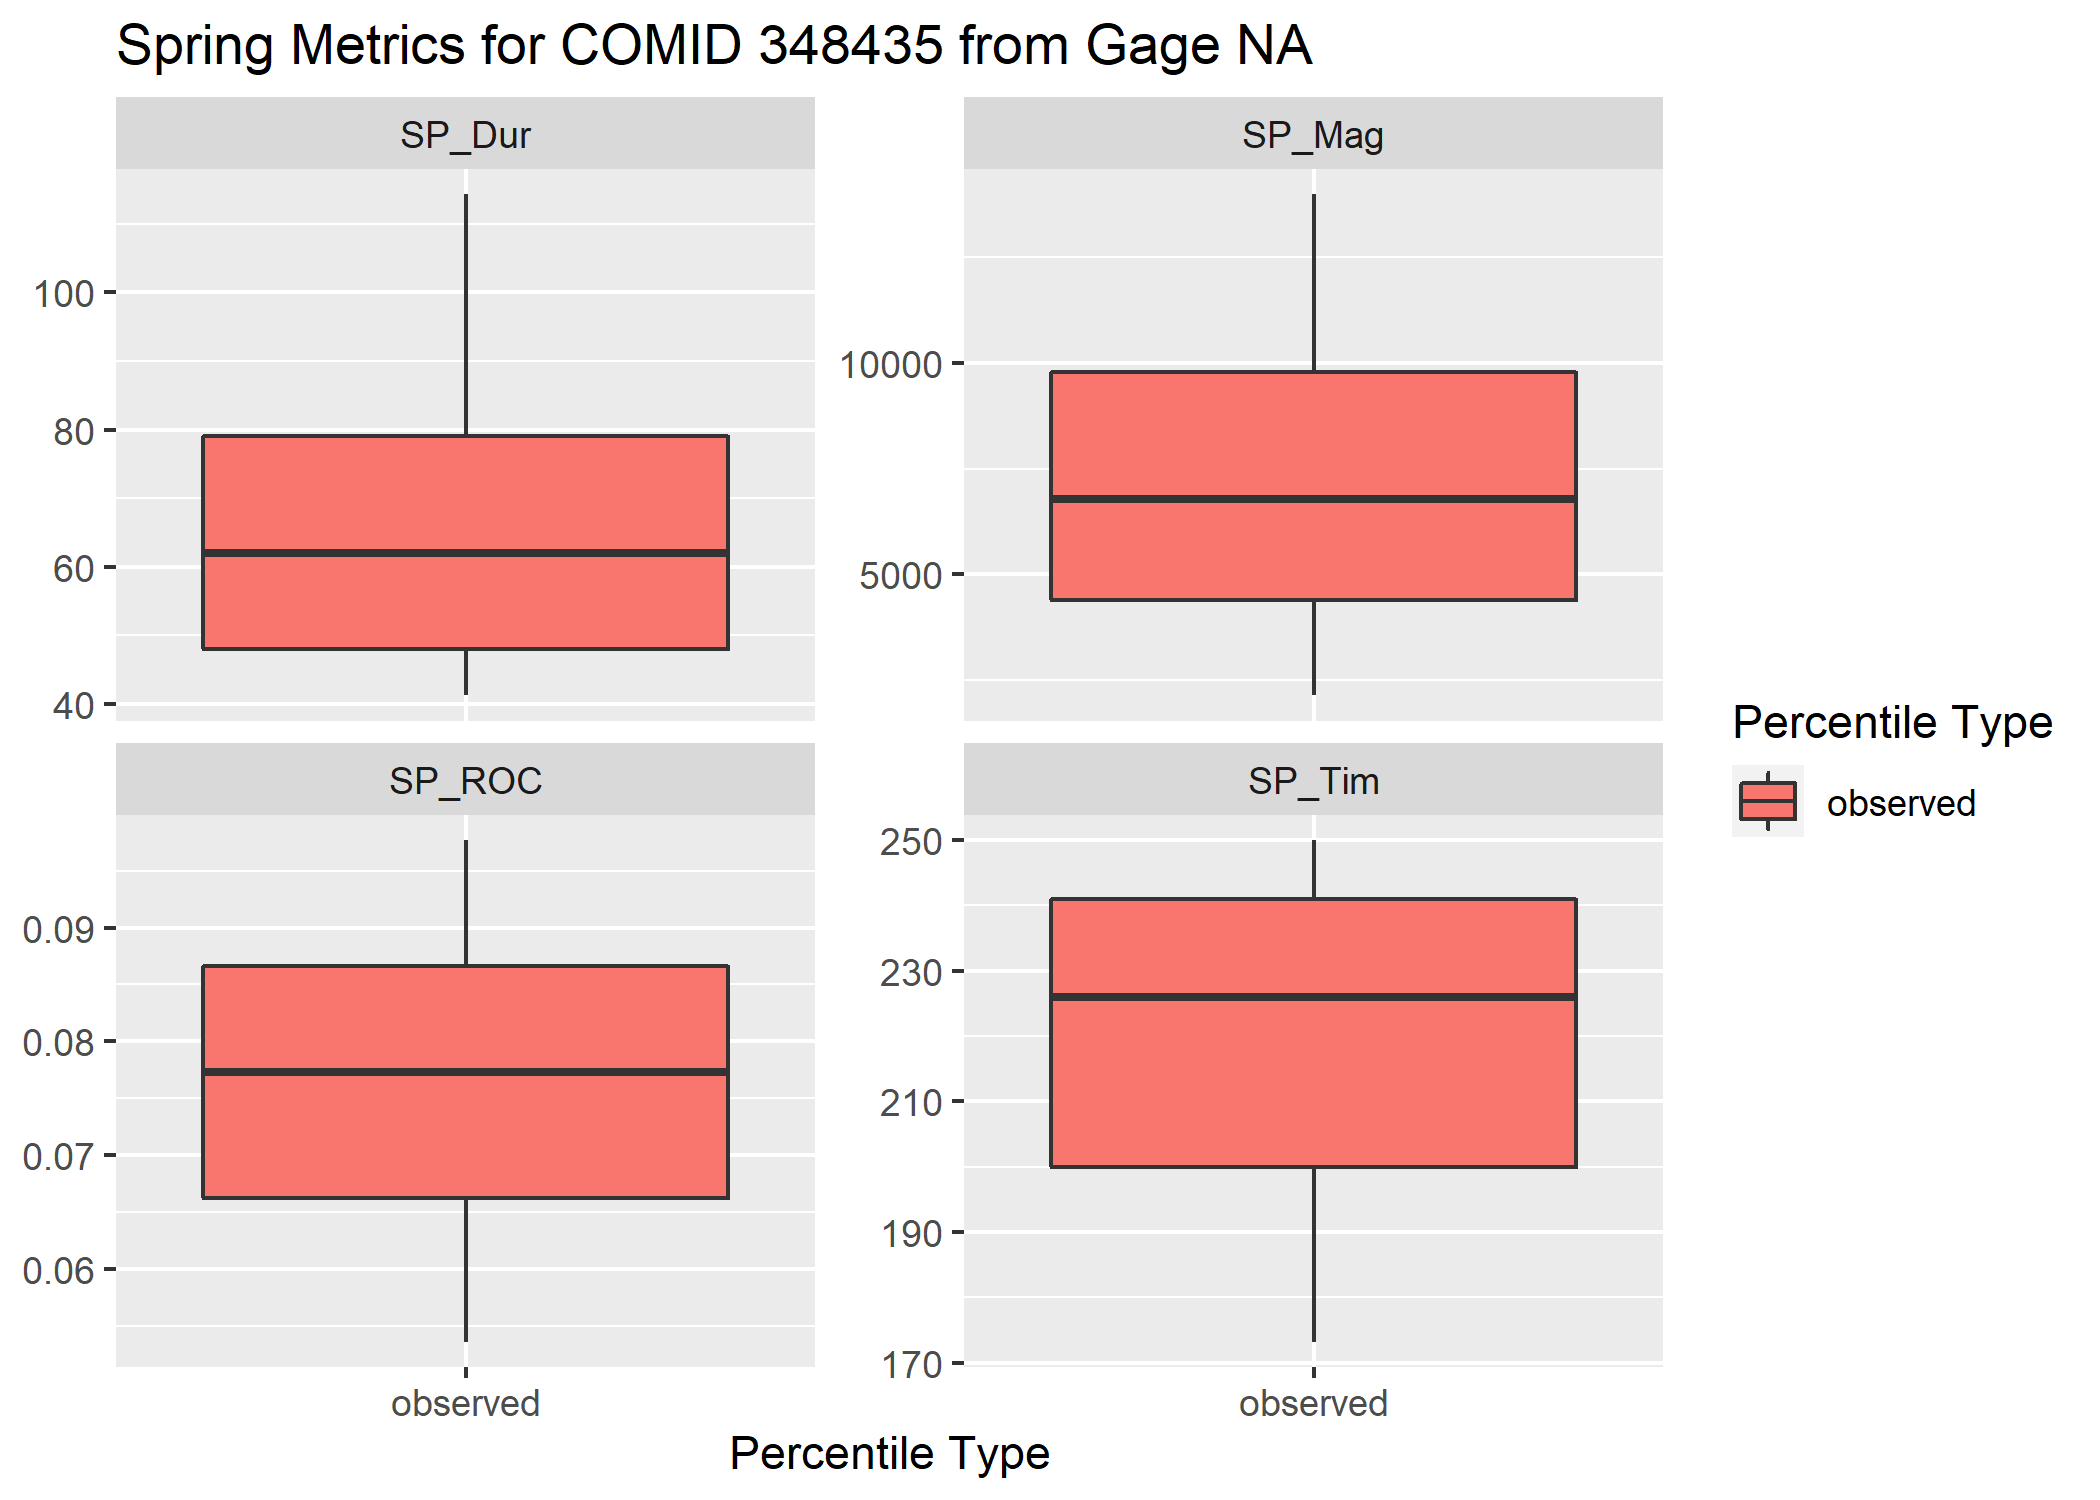 Spring Metrics for COMID 348435 from Gage NA
SP_Dur
SP_Mag
100
80
60
40
10000
5000
SP_ROC
SP_Tim
0.09
0.08
0.07
0.06
250
230
210
190
170
observed
observed
Percentile Type
Percentile Type
observed